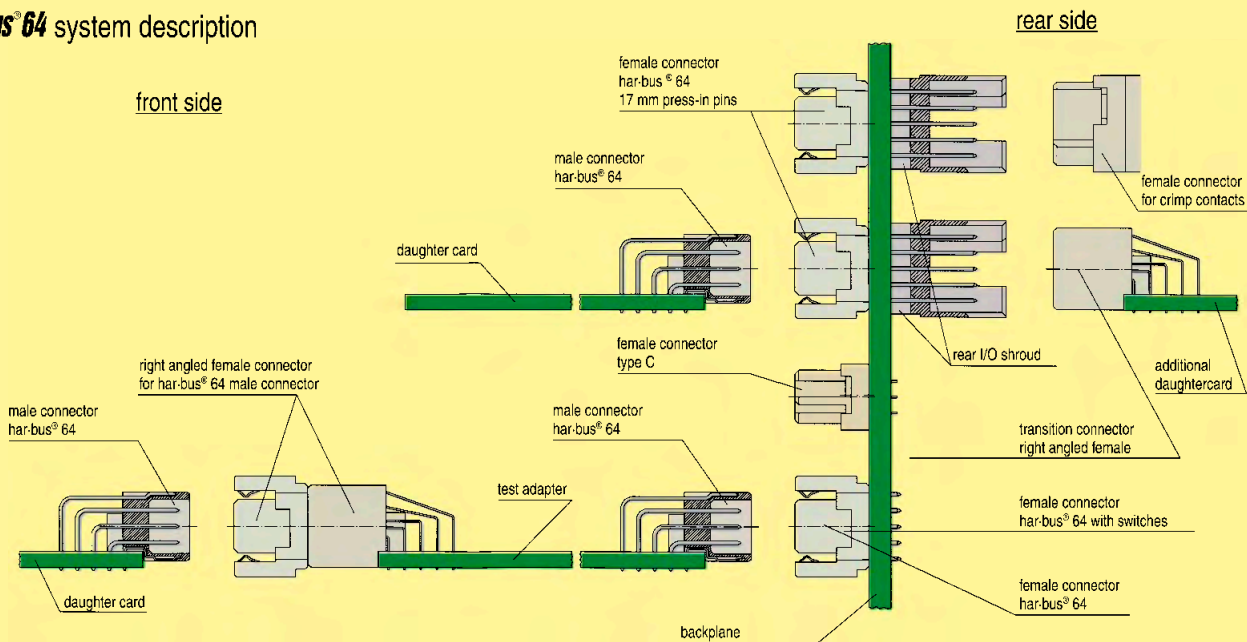 us®64 system description
rear side
front side
female connector
har·bus® 64
17 mm press-in pins
male connector
har·bus® 64
female connector
for crimp contacts
daughter card
female connector
type C
rear I/O shroud
additional
daughtercard
right angled female connector
for har·bus® 64 male connector
male connector
har·bus® 64
male connector
har·bus® 64
transition connector
right angled female
test adapter
female connector
har·bus® 64 with switches
daughter card
female connector
har·bus® 64
backplane